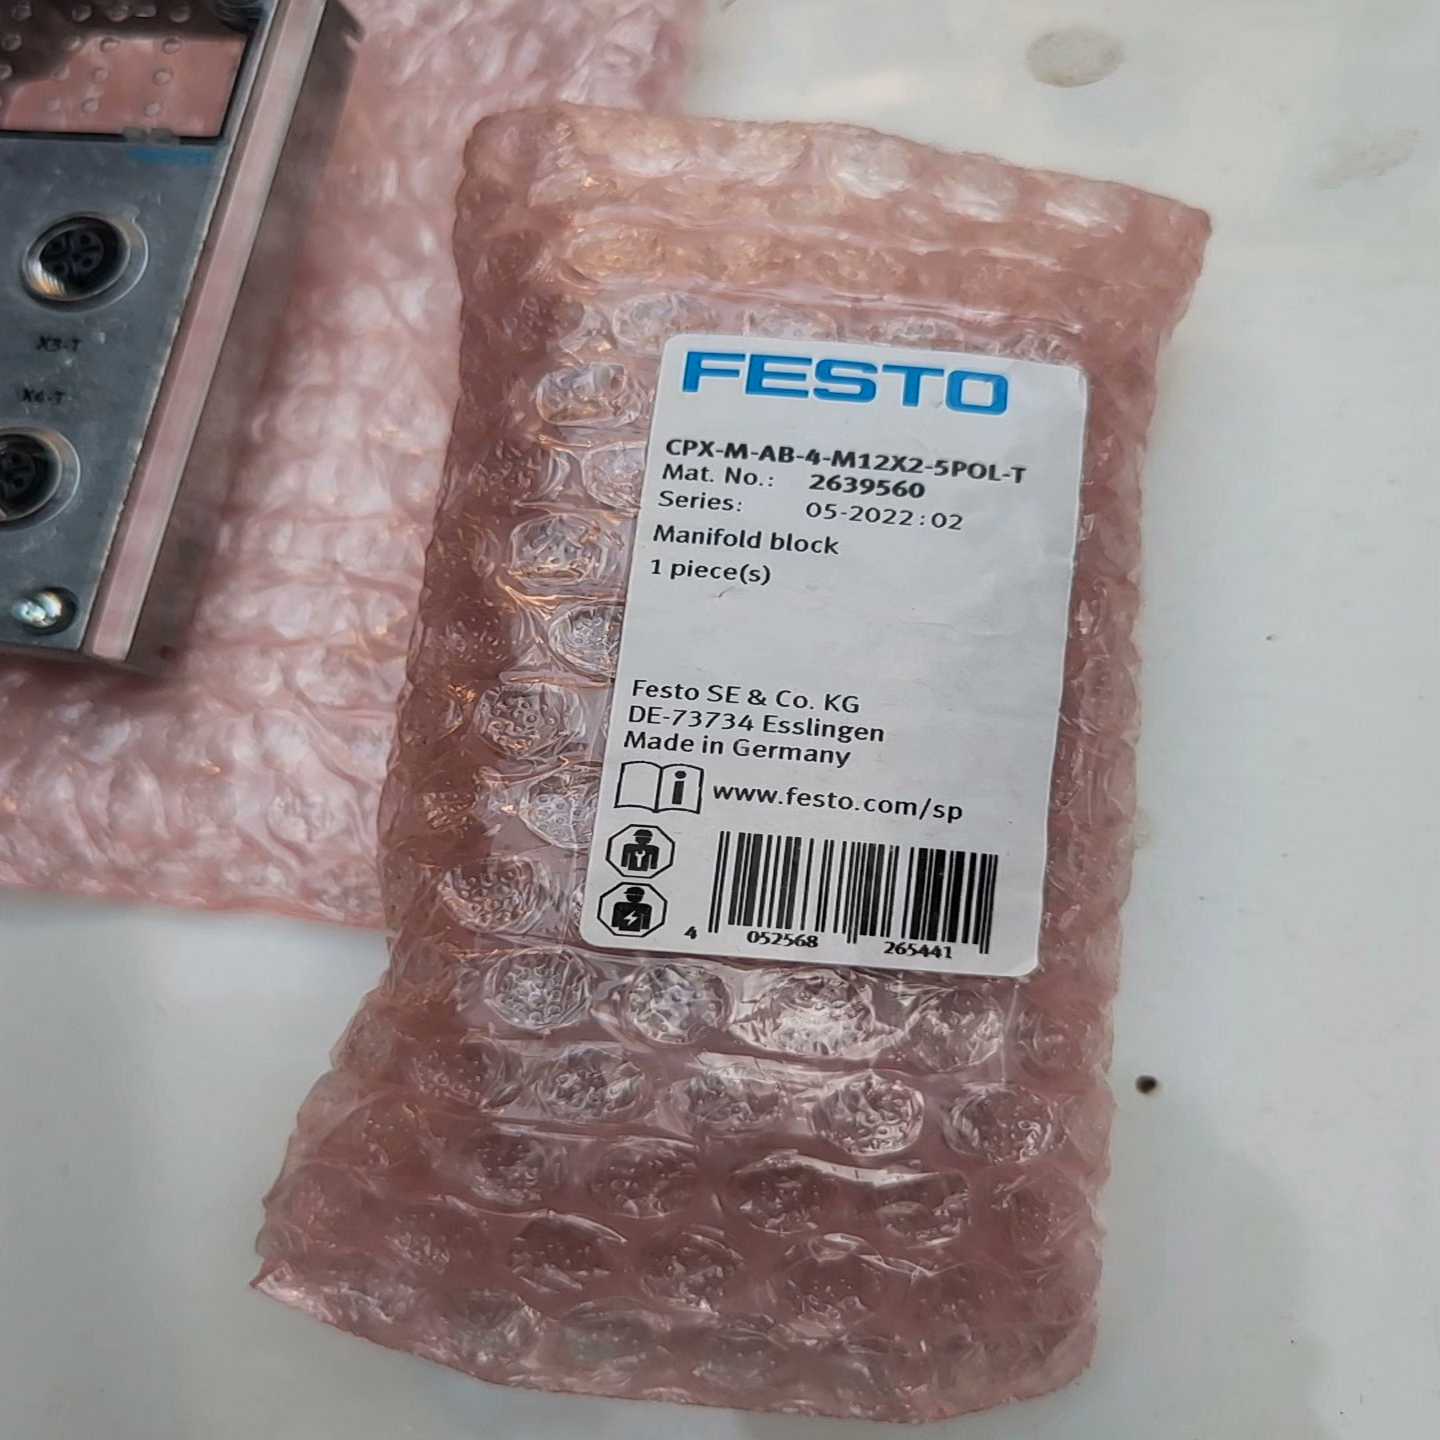 X3-T
X4-T
FESTO
CPX-M-AB-4-M12X2-5POL-T
Mat. No.: 2639560
Series: 05-2022:02
Manifold block
1 piece(s)
Festo SE & Co. KG
DE-73734 Esslingen
Made in Germany
www.festo.com/sp
4 052568 265441